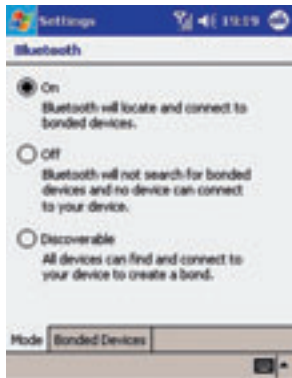 Settings 19:19 ok
Bluetooth
On
Bluetooth will locate and connect to
bonded devices.
Off
Bluetooth will not search for bonded
devices and no device can connect
to your device.
Discoverable
All devices can find and connect to
your device to create a bond.
Mode Bonded Devices